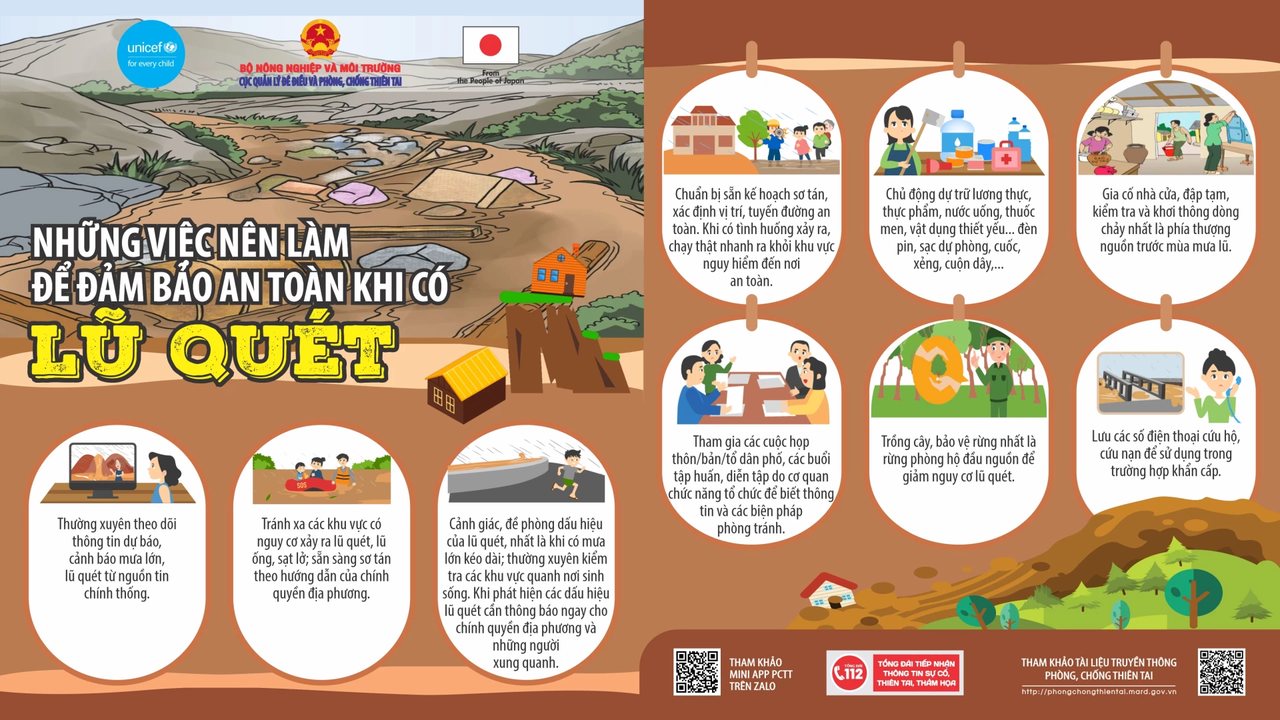 unicef
for every child
BỘ NÔNG NGHIỆP VÀ MÔI TRƯỜNG
CỤC QUẢN LÝ ĐÊ ĐIỀU VÀ PHÒNG, CHỐNG THIÊN TAI
From
the People of Japan
NHỮNG VIỆC NÊN LÀM
ĐỂ ĐẢM BẢO AN TOÀN KHI CÓ
LŨ QUÉT
Thường xuyên theo dõi
thông tin dự báo,
cảnh báo mưa lớn,
lũ quét từ nguồn tin
chính thống.
SOS
Tránh xa các khu vực có
nguy cơ xảy ra lũ quét, lũ
ống, sạt lở; sẵn sàng sơ tán
theo hướng dẫn của chính
quyền địa phương.
Cảnh giác, đề phòng dấu hiệu
của lũ quét, nhất là khi có mưa
lớn kéo dài; thường xuyên kiểm
tra các khu vực quanh nơi sinh
sống. Khi phát hiện các dấu hiệu
lũ quét cần thông báo ngay cho
chính quyền địa phương và
những người
xung quanh.
Chuẩn bị sẵn kế hoạch sơ tán,
xác định vị trí, tuyến đường an
toàn. Khi có tình huống xảy ra,
chạy thật nhanh ra khỏi khu vực
nguy hiểm đến nơi
an toàn.
Chủ động dự trữ lương thực,
thực phẩm, nước uống, thuốc
men, vật dụng thiết yếu... đèn
pin, sạc dự phòng, cuốc,
xẻng, cuộn dây,...
Gia cố nhà cửa, đập tạm,
kiểm tra và khơi thông dòng
chảy nhất là phía thượng
nguồn trước mùa mưa lũ.
Tham gia các cuộc họp
thôn/bản/tổ dân phố, các buổi
tập huấn, diễn tập do cơ quan
chức năng tổ chức để biết thông
tin và các biện pháp
phòng tránh.
Trồng cây, bảo vệ rừng nhất là
rừng phòng hộ đầu nguồn để
giảm nguy cơ lũ quét.
Lưu các số điện thoại cứu hộ,
cứu nạn để sử dụng trong
trường hợp khẩn cấp.
THAM KHẢO
MINI APP PCTT
TRÊN ZALO
TỔNG ĐÀI
112
TỔNG ĐÀI TIẾP NHẬN
THÔNG TIN SỰ CỐ,
THIÊN TAI, THẢM HỌA
THAM KHẢO TÀI LIỆU TRUYỀN THÔNG
PHÒNG, CHỐNG THIÊN TAI
http://phongchongthientai.mard.gov.vn